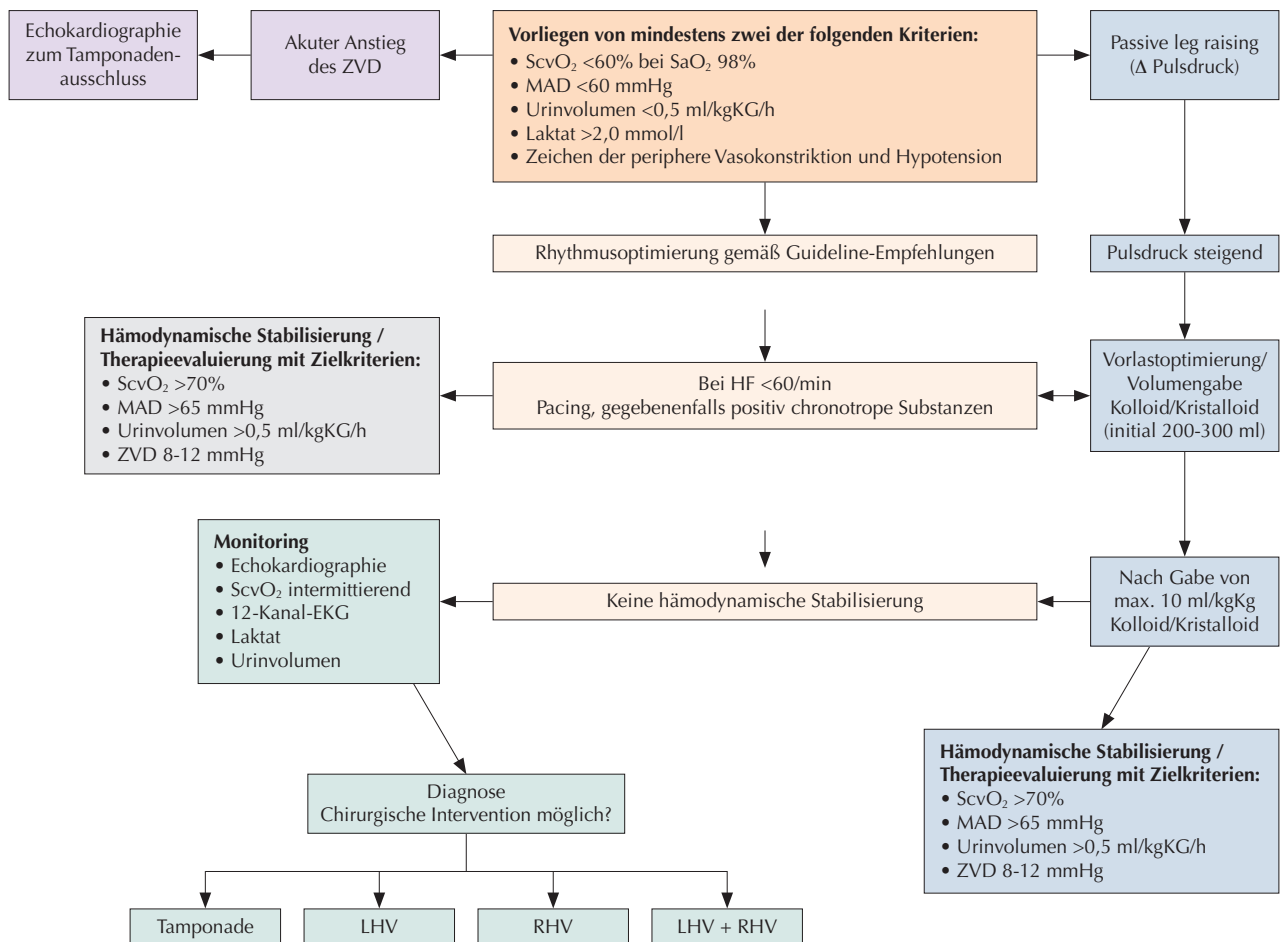 Echokardiographie
zum Tamponaden-
ausschluss
Akuter Anstieg
des ZVD
Vorliegen von mindestens zwei der folgenden Kriterien:
• ScvO₂ <60% bei SaO₂ 98%
• MAD <60 mmHg
• Urinvolumen <0,5 ml/kgKG/h
• Laktat >2,0 mmol/l
• Zeichen der periphere Vasokonstriktion und Hypotension
Passive leg raising
(Δ Pulsdruck)
Rhythmusoptimierung gemäß Guideline-Empfehlungen
Pulsdruck steigend
Hämodynamische Stabilisierung /
Therapieevaluierung mit Zielkriterien:
• ScvO₂ >70%
• MAD >65 mmHg
• Urinvolumen >0,5 ml/kgKG/h
• ZVD 8-12 mmHg
Bei HF <60/min
Pacing, gegebenenfalls positiv chronotrope Substanzen
Vorlastoptimierung/
Volumengabe
Kolloid/Kristalloid
(initial 200-300 ml)
Monitoring
• Echokardiographie
• ScvO₂ intermittierend
• 12-Kanal-EKG
• Laktat
• Urinvolumen
Keine hämodynamische Stabilisierung
Nach Gabe von
max. 10 ml/kgKg
Kolloid/Kristalloid
Hämodynamische Stabilisierung /
Therapieevaluierung mit Zielkriterien:
• ScvO₂ >70%
• MAD >65 mmHg
• Urinvolumen >0,5 ml/kgKG/h
• ZVD 8-12 mmHg
Diagnose
Chirurgische Intervention möglich?
Tamponade
LHV
RHV
LHV + RHV